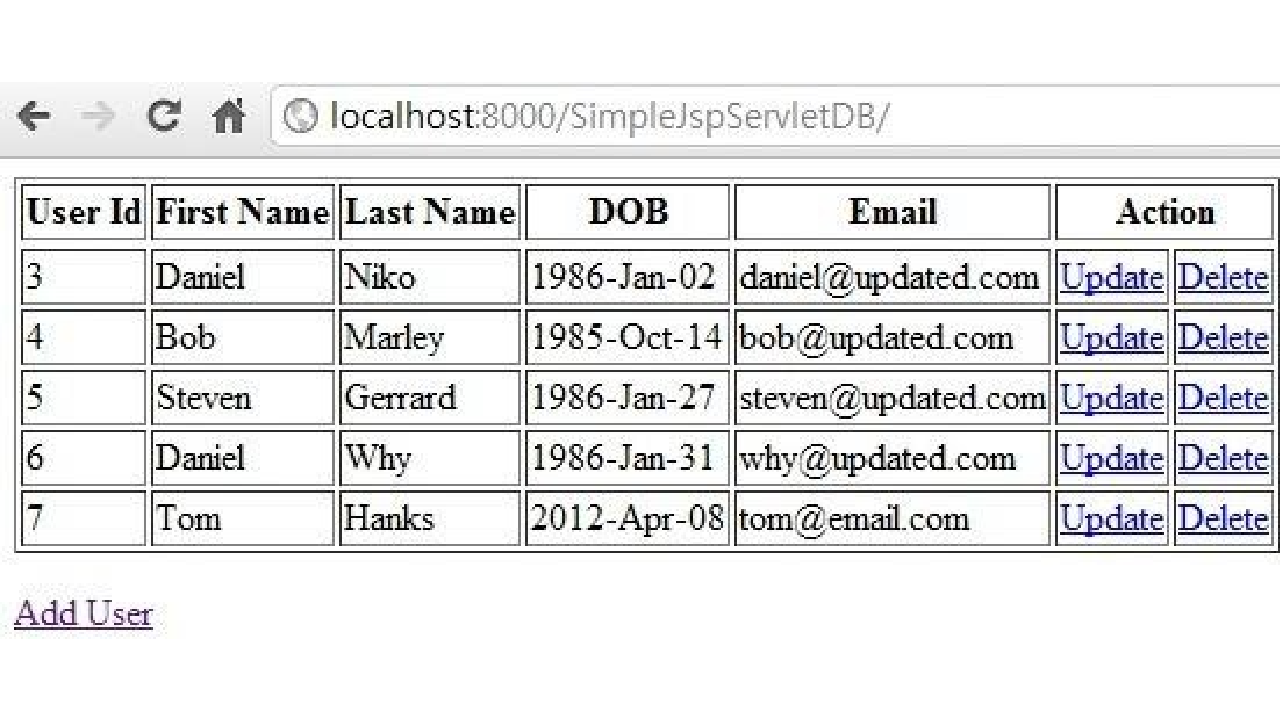 localhost:8000/SimpleJspServletDB/
User Id First Name Last Name DOB Email Action
3 Daniel Niko 1986-Jan-02 daniel@updated.com Update Delete
4 Bob Marley 1985-Oct-14 bob@updated.com Update Delete
5 Steven Gerrard 1986-Jan-27 steven@updated.com Update Delete
6 Daniel Why 1986-Jan-31 why@updated.com Update Delete
7 Tom Hanks 2012-Apr-08 tom@email.com Update Delete
Add User